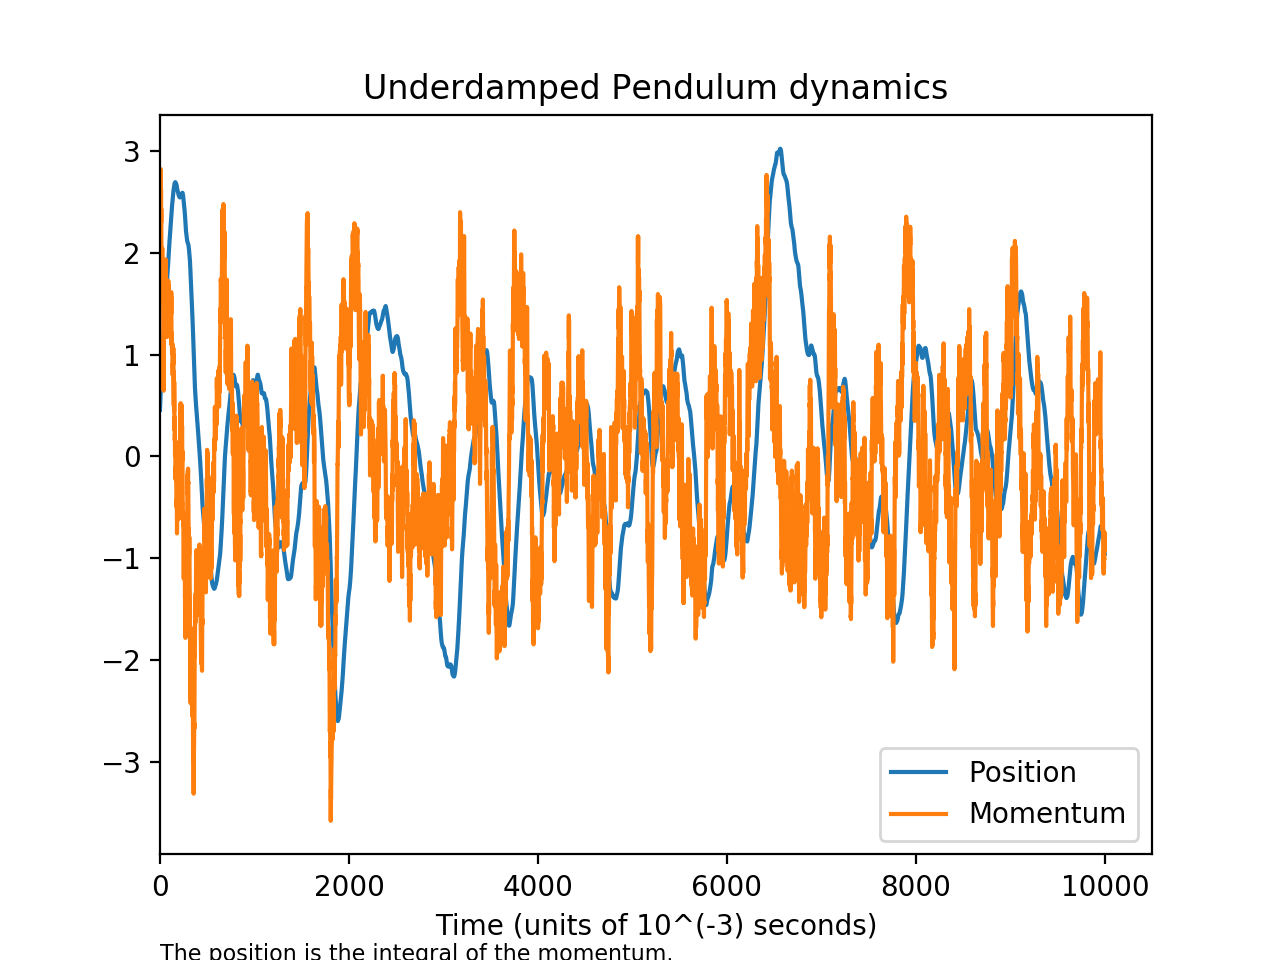 Underdamped Pendulum dynamics
3
2
1
0
−1
−2
−3
Position
Momentum
0 2000 4000 6000 8000 10000
Time (units of 10^(-3) seconds)
The position is the integral of the momentum.